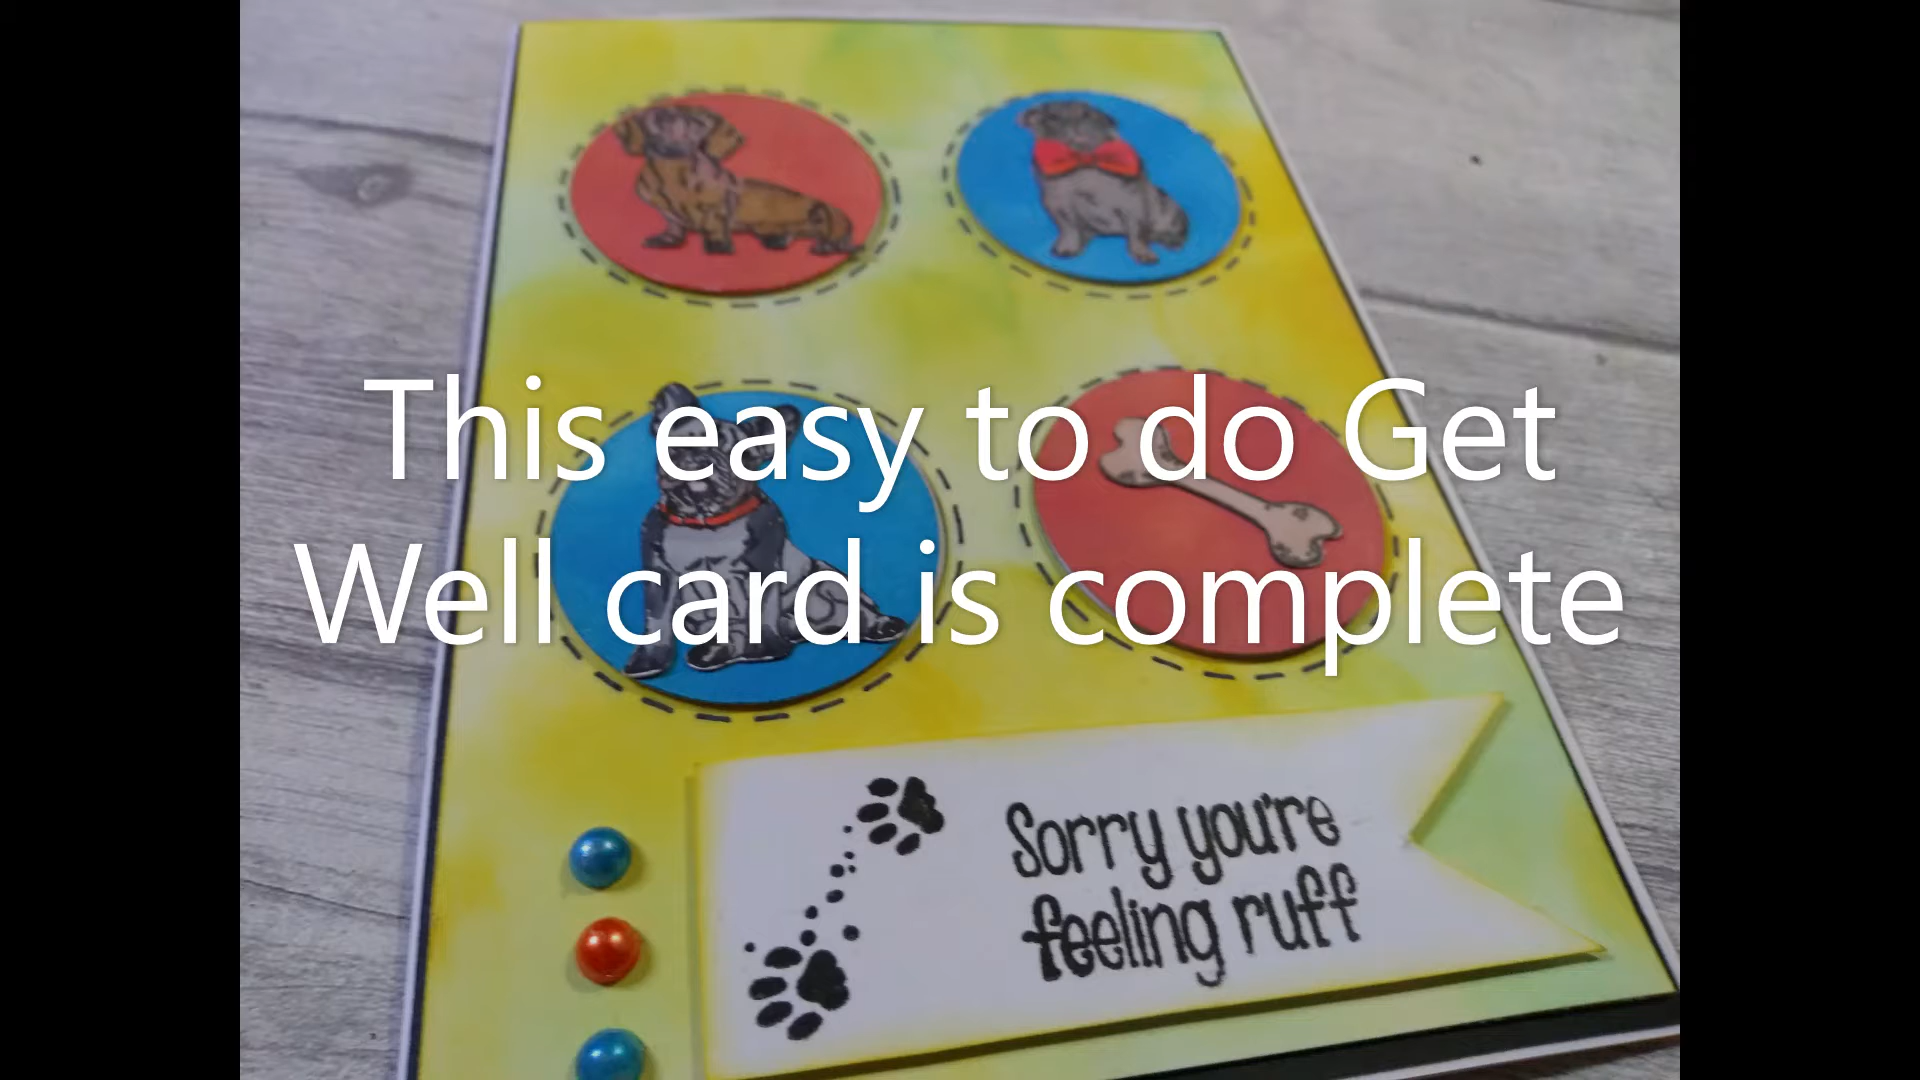 This easy to do Get
Well card is complete
Sorry you're
feeling ruff